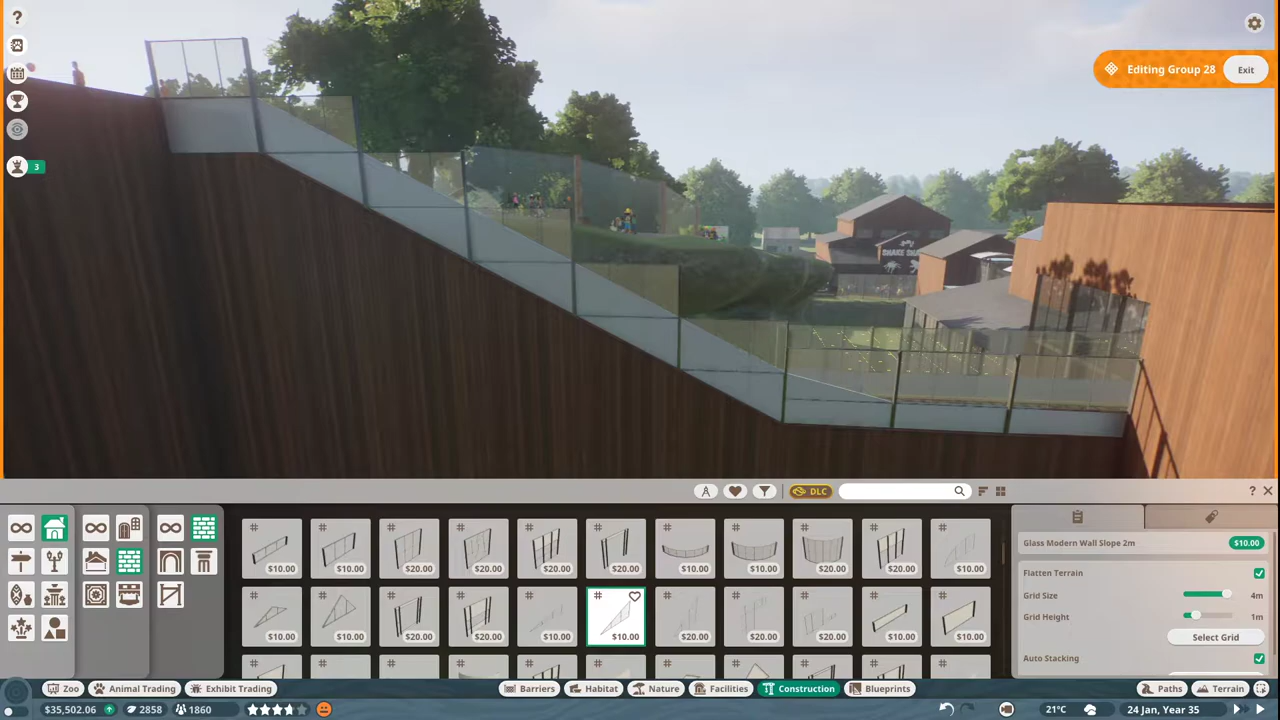 ?
Editing Group 28
Exit
3
SNAKE SHA
DLC
? ×
$10.00 $10.00 $20.00 $20.00 $20.00 $20.00 $10.00 $10.00 $20.00 $20.00 $10.00
Glass Modern Wall Slope 2m $10.00
Flatten Terrain
Grid Size 4m
Grid Height 1m
Select Grid
Auto Stacking
$10.00 $10.00 $20.00 $20.00 $10.00 $10.00 $20.00 $20.00 $20.00 $10.00 $10.00
Zoo Animal Trading Exhibit Trading Barriers Habitat Nature Facilities Construction Blueprints Paths Terrain
$35,502.06 2858 1860 21°C 24 Jan, Year 35